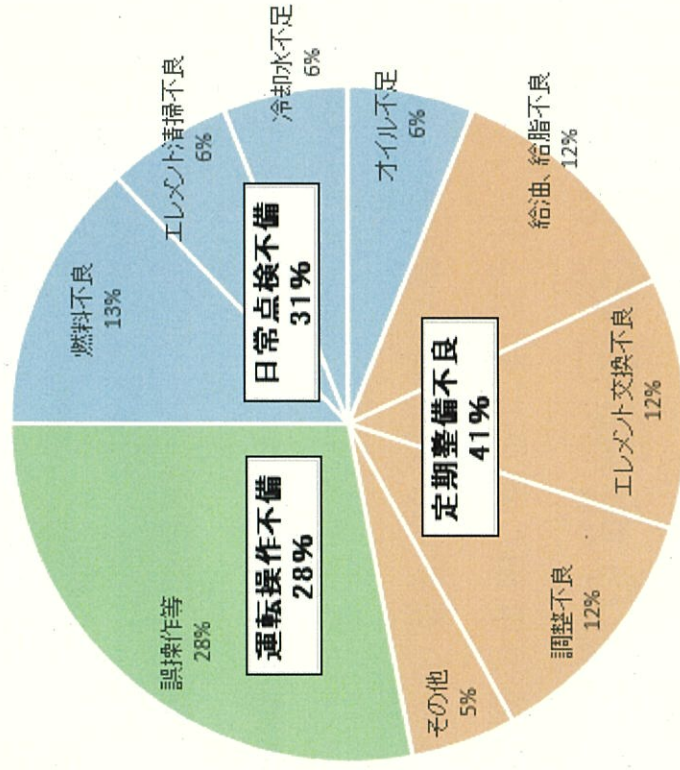 燃料不良
13%
エレメント清掃不良
6%
冷却水不足
6%
日常点検不備
31%
オイル不足
6%
給油、給脂不良
12%
エレメント交換不良
12%
調整不良
12%
その他
5%
定期整備不良
41%
誤操作等
28%
運転操作不備
28%